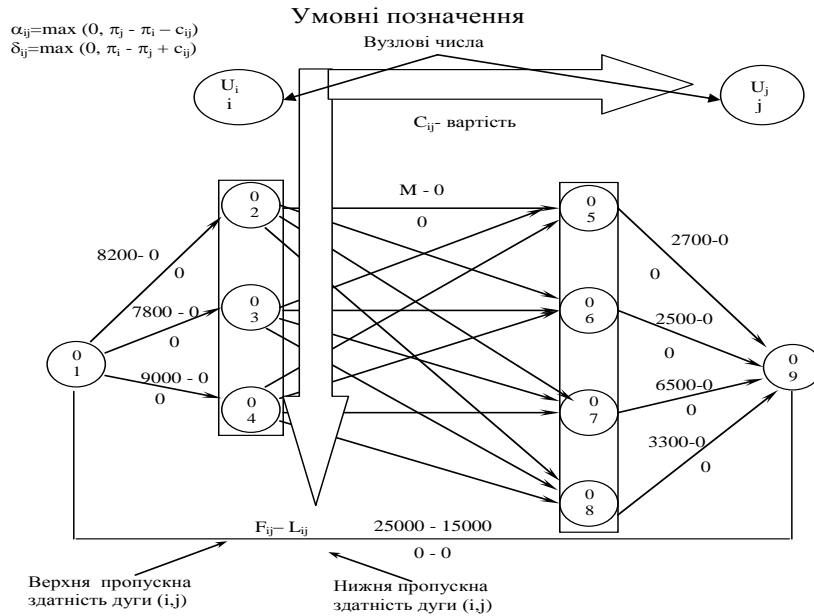 Умовні позначення
αij=max (0, πj - πi – cij)
δij=max (0, πi - πj + cij)
Вузлові числа
Ui
i
Uj
j
Cij- вартість
0
2
M - 0
0
0
5
8200- 0
0
2700-0
0
7800 - 0
0
0
3
0
6
2500-0
0
0
1
9000 - 0
0
0
4
0
7
6500-0
0
0
9
3300-0
0
0
8
Fij– Lij
25000 - 15000
0 - 0
Верхня пропускна
здатність дуги (i,j)
Нижня пропускна
здатність дуги (i,j)